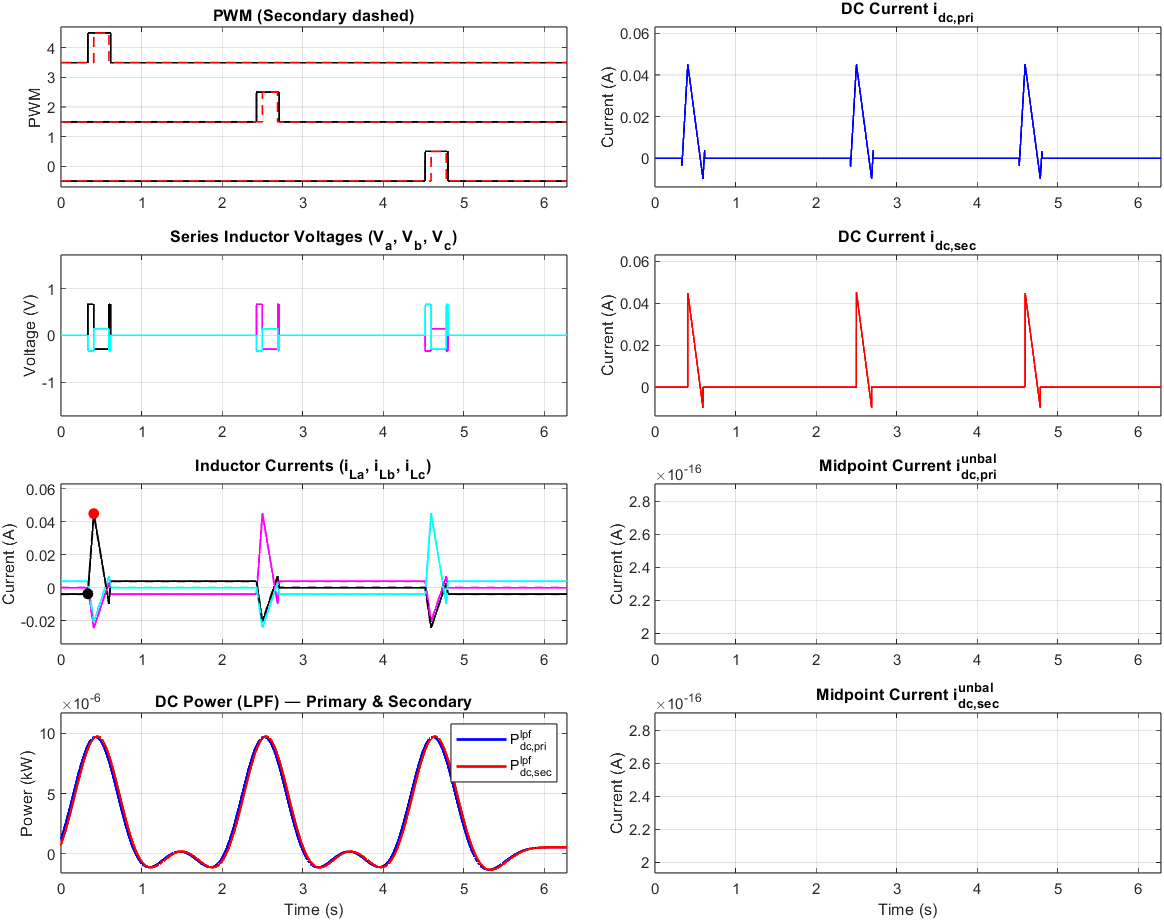 PWM (Secondary dashed)
4
3
2
1
0
PWM
0 1 2 3 4 5 6
DC Current i_dc,pri
0.06
0.04
0.02
0
Current (A)
0 1 2 3 4 5 6
Series Inductor Voltages (V_a, V_b, V_c)
1
0
-1
Voltage (V)
0 1 2 3 4 5 6
DC Current i_dc,sec
0.06
0.04
0.02
0
Current (A)
0 1 2 3 4 5 6
Inductor Currents (i_La, i_Lb, i_Lc)
0.06
0.04
0.02
0
-0.02
Current (A)
0 1 2 3 4 5 6
Midpoint Current i^unbal_dc,pri
×10^-16
2.8
2.6
2.4
2.2
2
Current (A)
0 1 2 3 4 5 6
DC Power (LPF) — Primary & Secondary
×10^-6
10
5
0
Power (kW)
P^lpf_dc,pri
P^lpf_dc,sec
0 1 2 3 4 5 6
Time (s)
Midpoint Current i^unbal_dc,sec
×10^-16
2.8
2.6
2.4
2.2
2
Current (A)
0 1 2 3 4 5 6
Time (s)